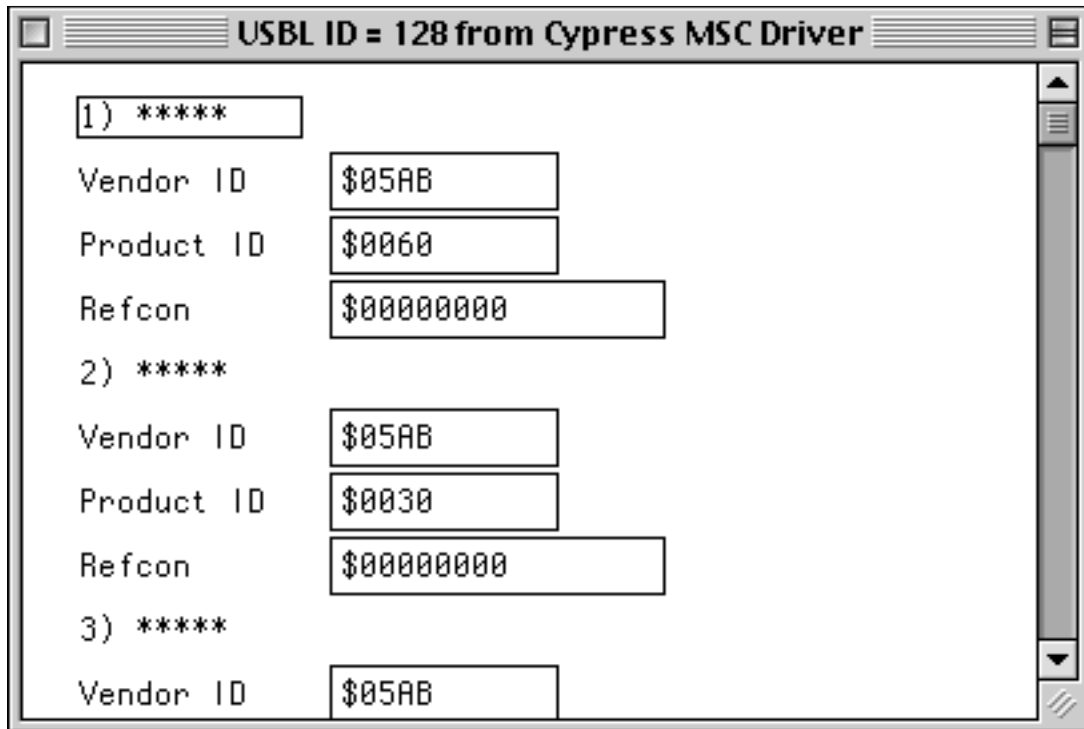 USBL ID = 128 from Cypress MSC Driver
1) *****
Vendor ID $05AB
Product ID $0060
Refcon $00000000
2) *****
Vendor ID $05AB
Product ID $0030
Refcon $00000000
3) *****
Vendor ID $05AB